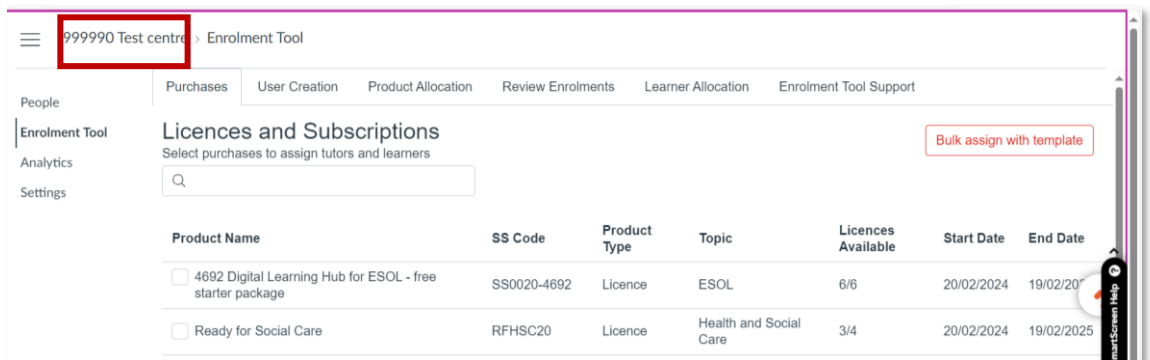 999990 Test centre > Enrolment Tool
Purchases User Creation Product Allocation Review Enrolments Learner Allocation Enrolment Tool Support
People
Enrolment Tool
Analytics
Settings
Licences and Subscriptions
Select purchases to assign tutors and learners
Bulk assign with template
Product Name SS Code Product Type Topic Licences Available Start Date End Date
4692 Digital Learning Hub for ESOL - free
starter package
SS0020-4692 Licence ESOL 6/6 20/02/2024 19/02/
Ready for Social Care RFHSC20 Licence Health and Social Care 3/4 20/02/2024 19/02/2025
martScreen Help ?